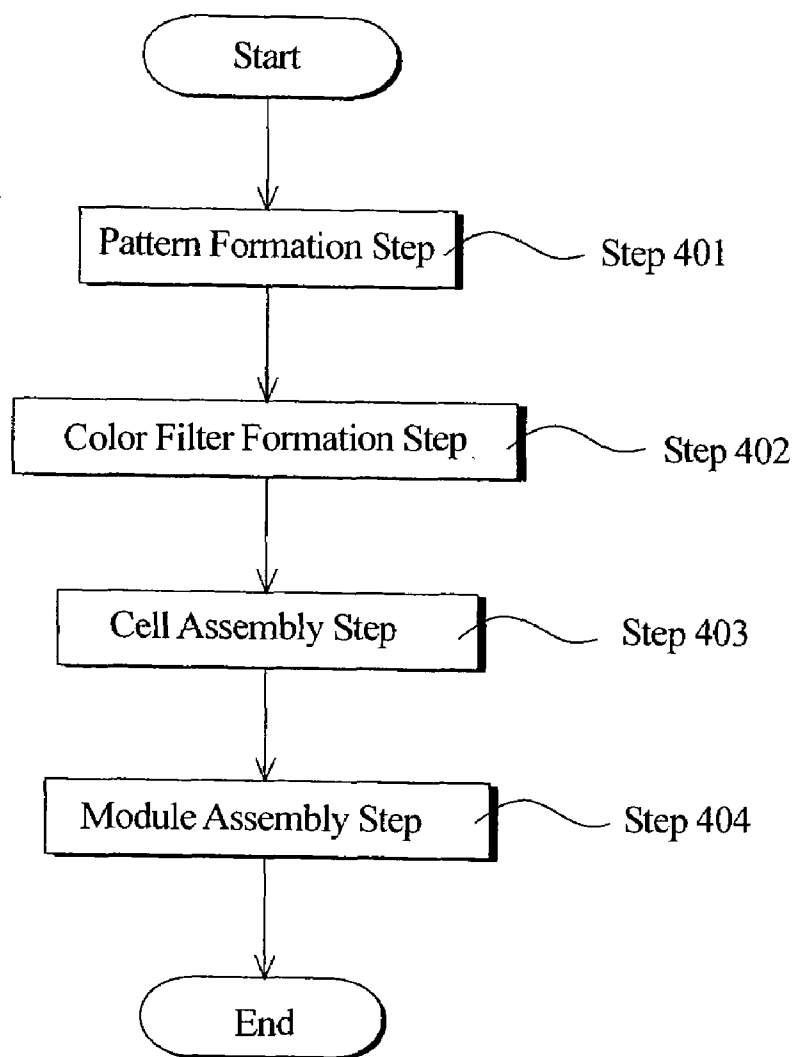 Start
Pattern Formation Step
Step 401
Color Filter Formation Step
Step 402
Cell Assembly Step
Step 403
Module Assembly Step
Step 404
End